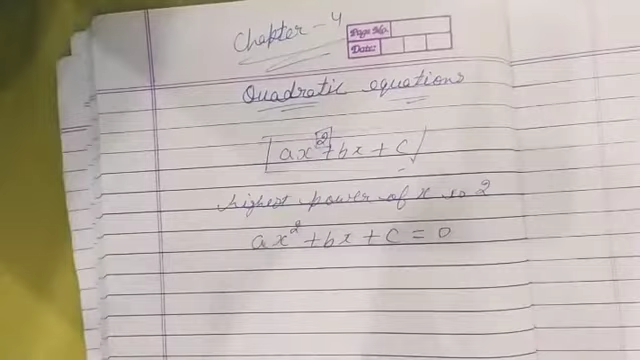 Chapter - 4
Page No.
Date:
Quadratic equations
ax²+bx+c
highest power of x is 2
ax²+bx+c=0